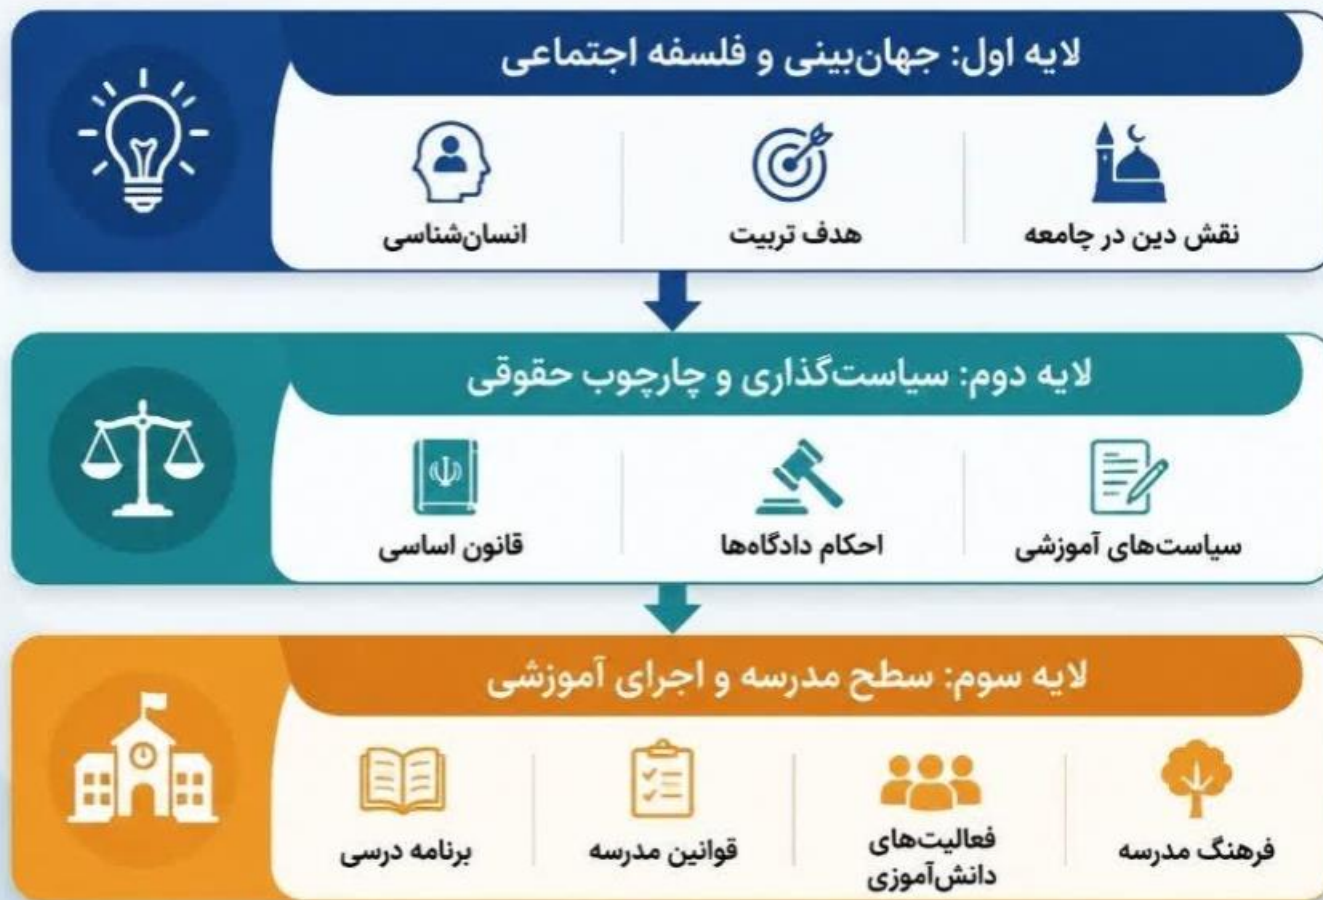 لایه اول: جهان‌بینی و فلسفه اجتماعی
نقش دین در جامعه
هدف تربیت
انسان‌شناسی
لایه دوم: سیاست‌گذاری و چارچوب حقوقی
سیاست‌های آموزشی
احکام دادگاه‌ها
قانون اساسی
لایه سوم: سطح مدرسه و اجرای آموزشی
فرهنگ مدرسه
فعالیت‌های
دانش‌آموزی
قوانین مدرسه
برنامه درسی